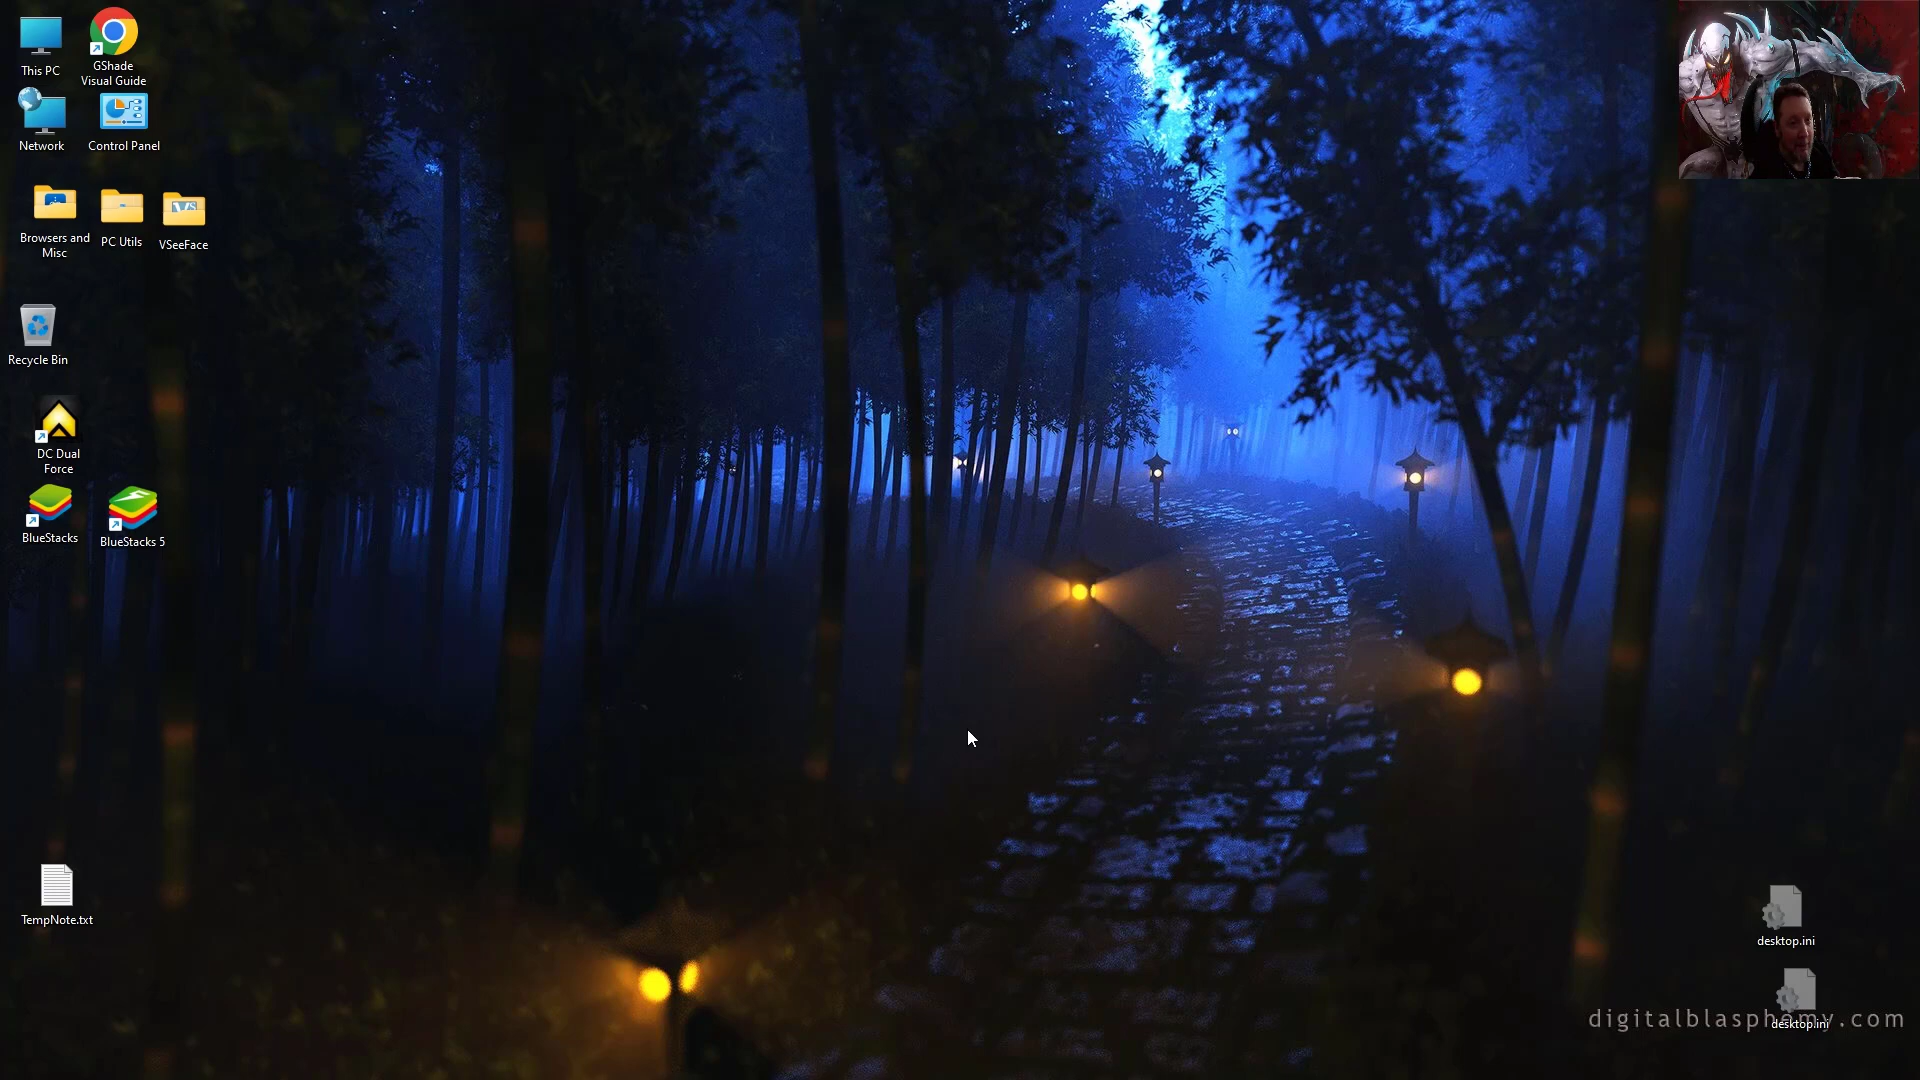 This PC
GShade
Visual Guide
Network
Control Panel
Browsers and
Misc
PC Utils
VSeeFace
Recycle Bin
DC Dual
Force
BlueStacks
BlueStacks 5
TempNote.txt
desktop.ini
digitalblasphemy.com
desktop.ini